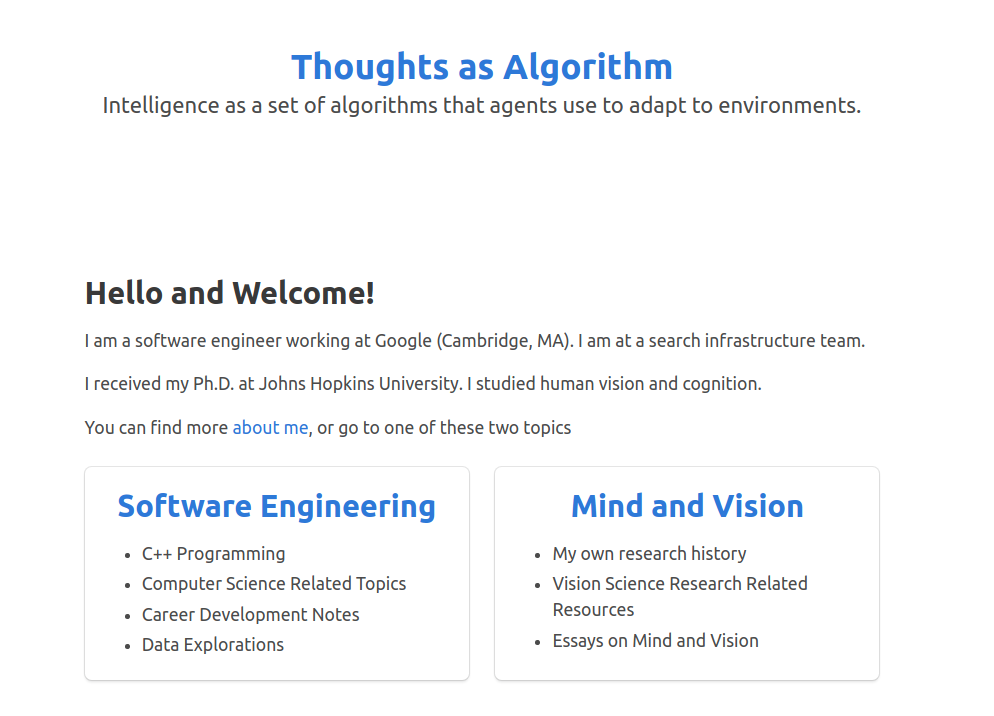 Thoughts as Algorithm
Intelligence as a set of algorithms that agents use to adapt to environments.
Hello and Welcome!
I am a software engineer working at Google (Cambridge, MA). I am at a search infrastructure team.
I received my Ph.D. at Johns Hopkins University. I studied human vision and cognition.
You can find more about me, or go to one of these two topics
Software Engineering
• C++ Programming
• Computer Science Related Topics
• Career Development Notes
• Data Explorations
Mind and Vision
• My own research history
• Vision Science Research Related
Resources
• Essays on Mind and Vision